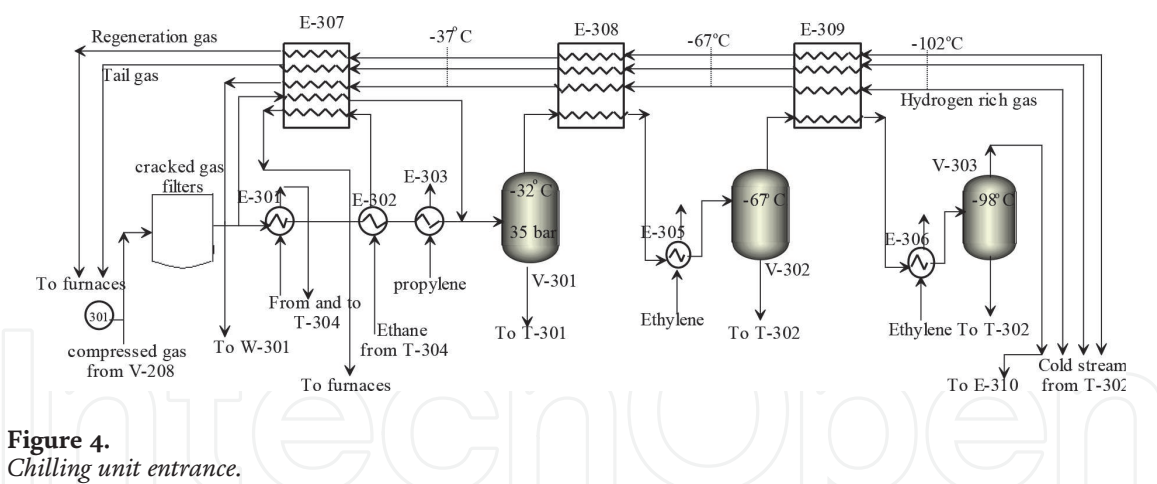 E-307
E-308
E-309
Regeneration gas
-37°C
-67°C
-102°C
Tail gas
Hydrogen rich gas
cracked gas
filters
E-301
E-302
E-303
-32°C
35 bar
V-301
E-305
-67°C
V-302
V-303
-98°C
E-306
To furnaces
301
compressed gas
from V-208
To W-301
From and to
T-304
Ethane
from T-304
propylene
To furnaces
To T-301
Ethylene
To T-302
Ethylene
To T-302
To E-310
Cold stream
from T-302
IntechOpen
Figure 4.
Chilling unit entrance.